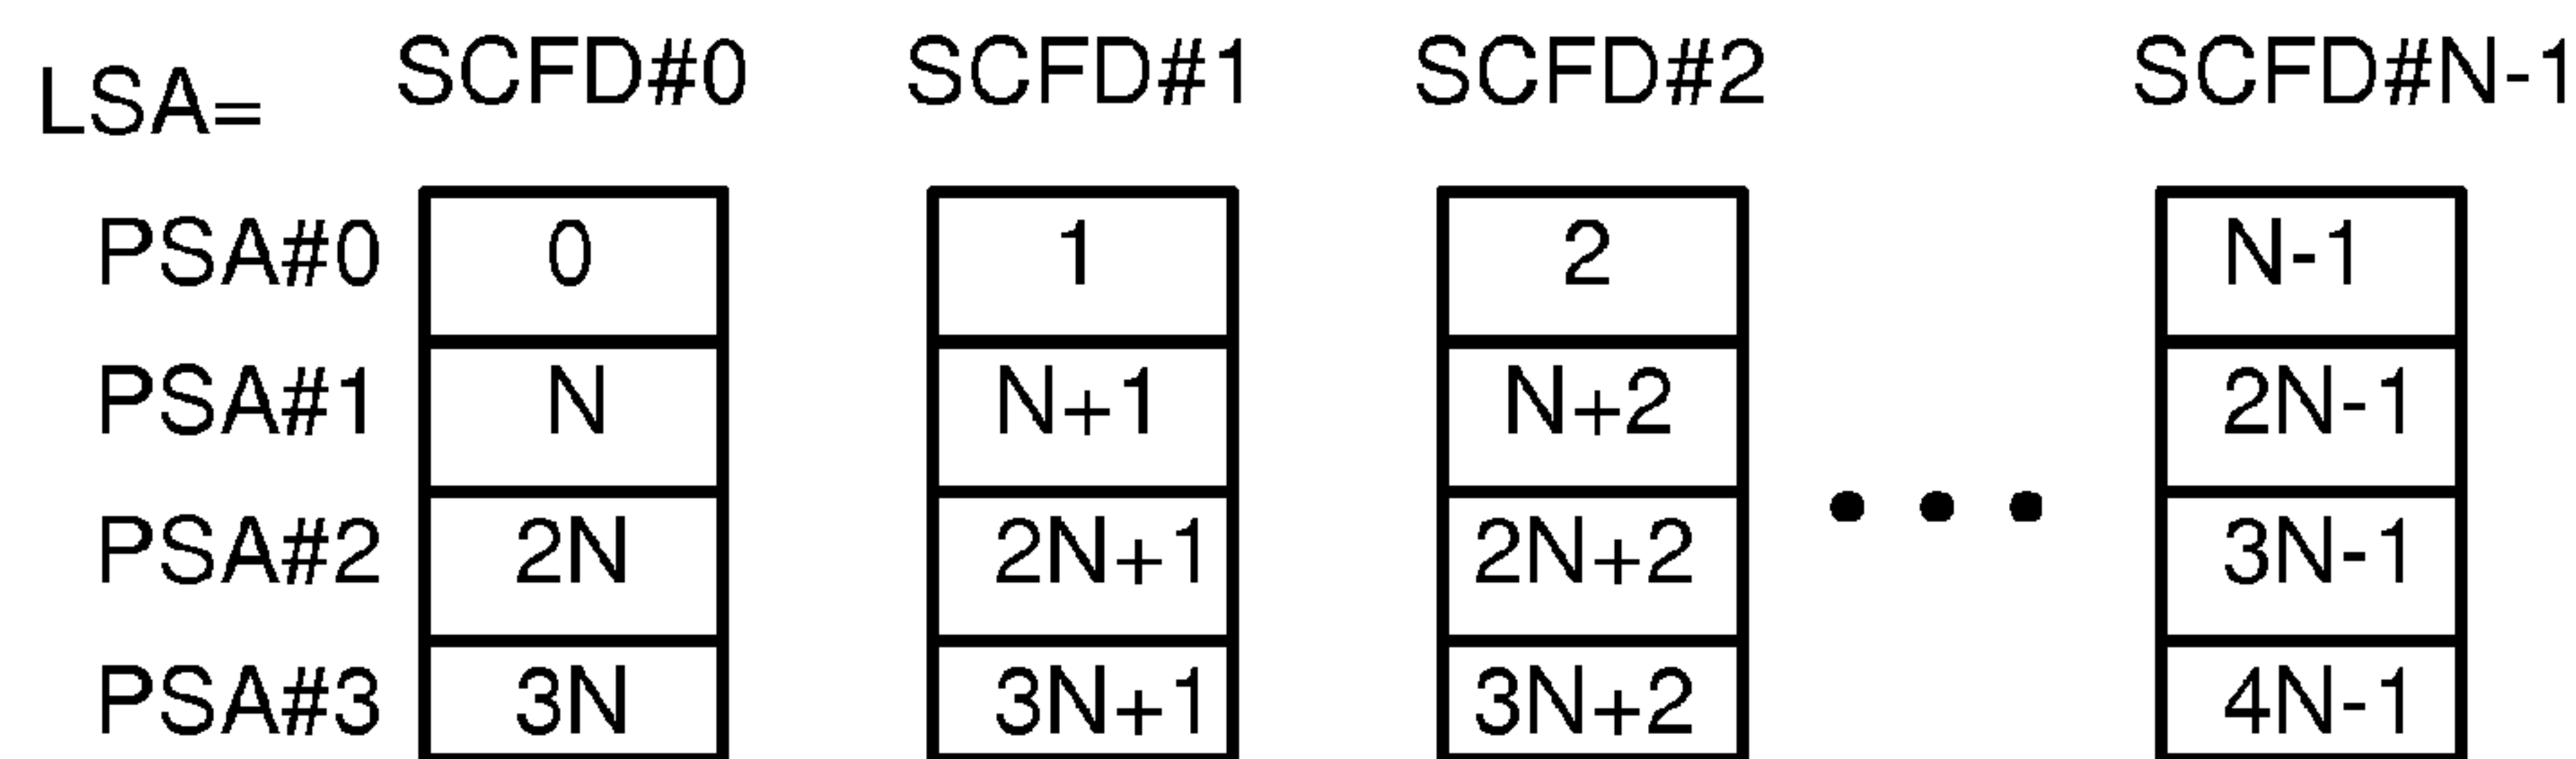 LSA= SCFD#0 SCFD#1 SCFD#2 SCFD#N-1
PSA#0 0 1 2 N-1
PSA#1 N N+1 N+2 2N-1
PSA#2 2N 2N+1 2N+2 3N-1
PSA#3 3N 3N+1 3N+2 4N-1